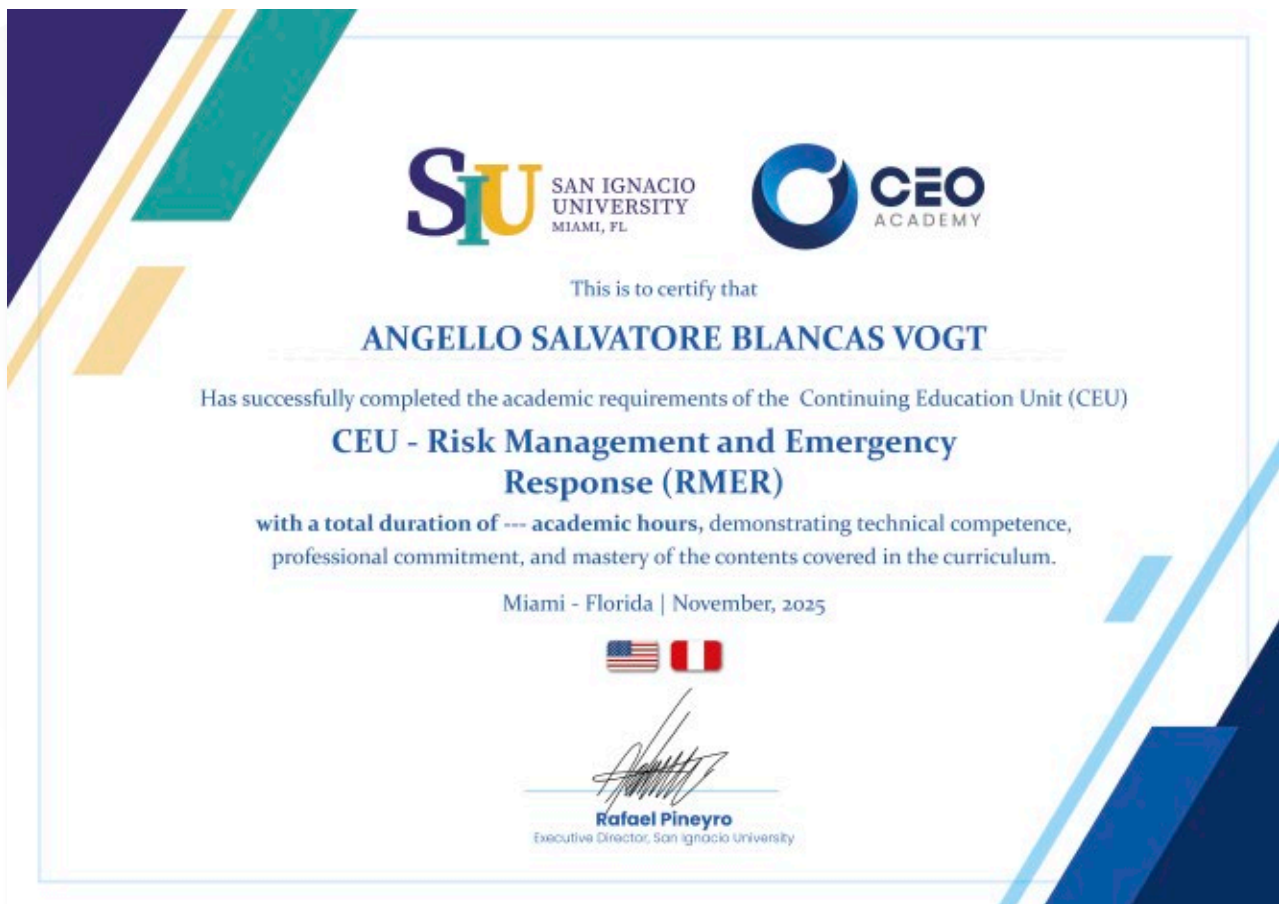 SIU SAN IGNACIO
UNIVERSITY
MIAMI, FL
CEO
ACADEMY
This is to certify that
ANGELLO SALVATORE BLANCAS VOGT
Has successfully completed the academic requirements of the Continuing Education Unit (CEU)
CEU - Risk Management and Emergency
Response (RMER)
with a total duration of --- academic hours, demonstrating technical competence,
professional commitment, and mastery of the contents covered in the curriculum.
Miami - Florida | November, 2025
Rafael Pineyro
Executive Director, San Ignacio University